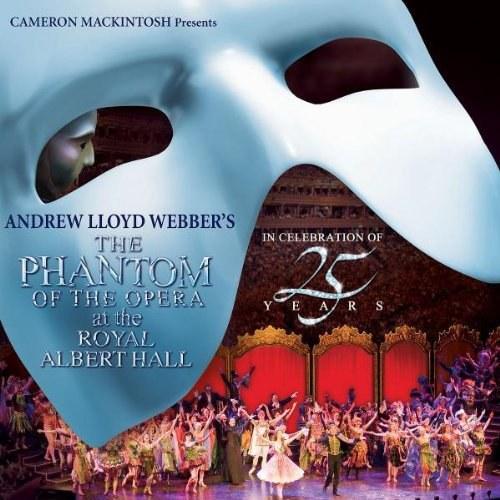 CAMERON MACKINTOSH Presents
ANDREW LLOYD WEBBER'S
THE
PHANTOM
OF THE OPERA
at the
ROYAL
ALBERT HALL
IN CELEBRATION OF
25
YEARS